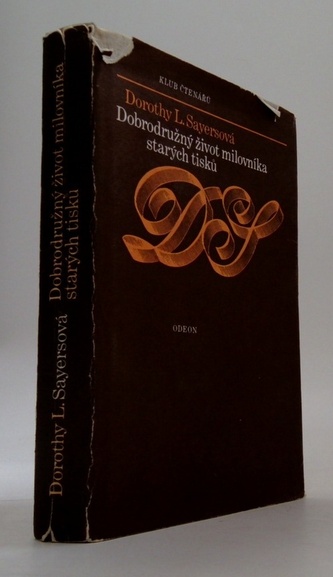 KLUB ČTENÁŘŮ
Dorothy L. Sayersová
Dobrodružný život milovníka
starých tisků
DS
ODEON
Dorothy L. Sayersová Dobrodružný život milovníka
starých tisků